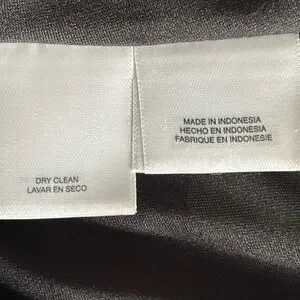 DRY CLEAN
LAVAR EN SECO
MADE IN INDONESIA
HECHO EN INDONESIA
FABRIQUE EN INDONESIE